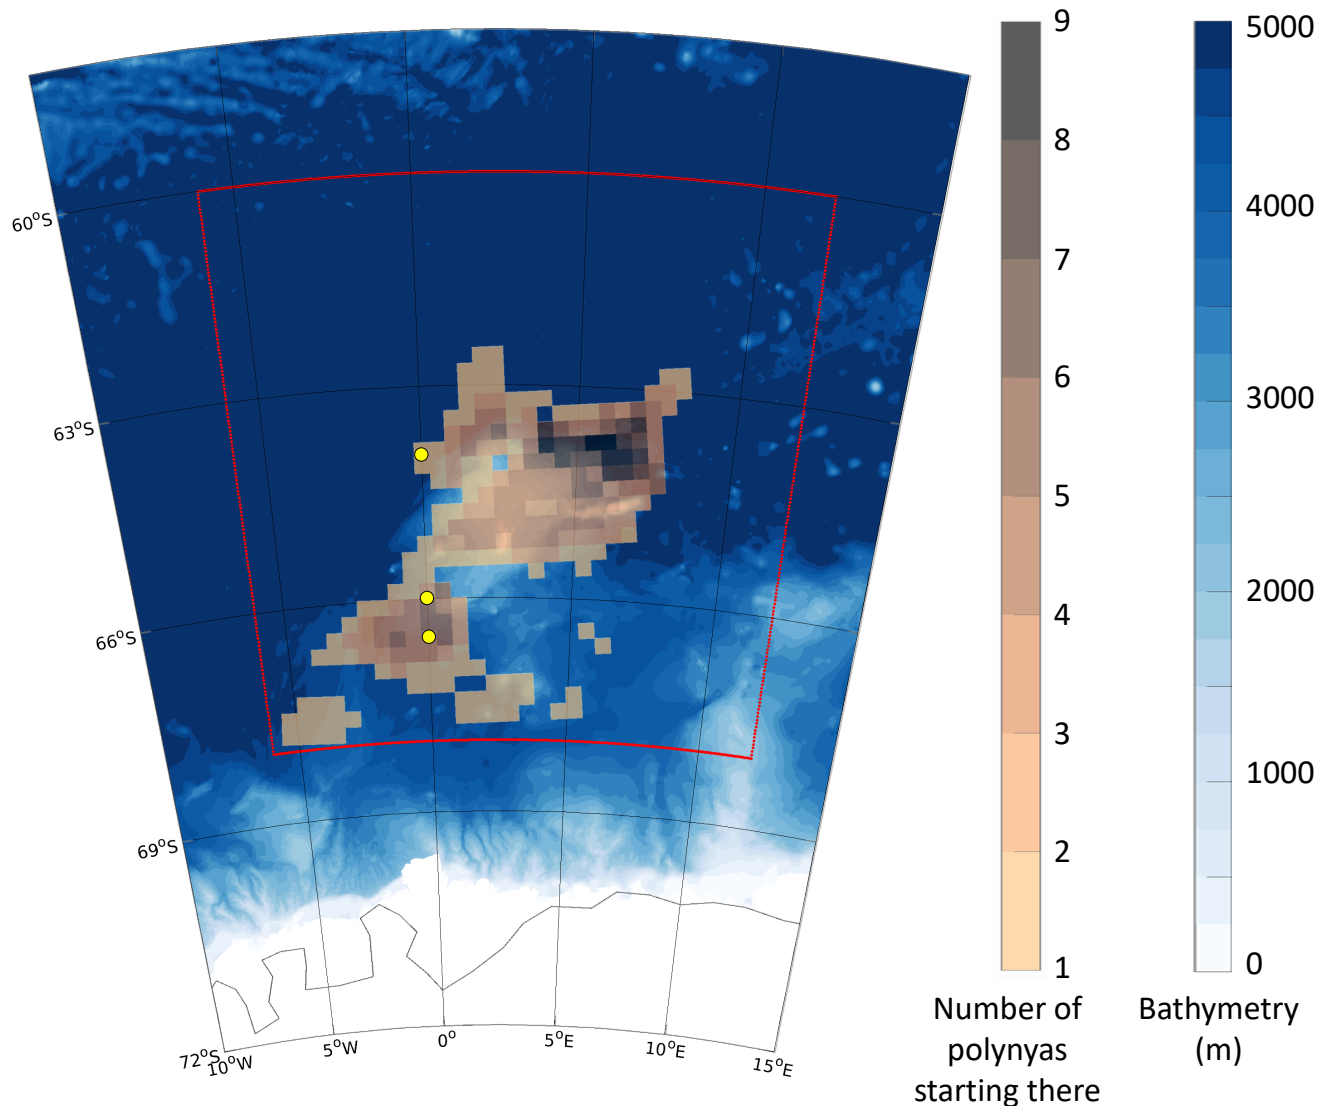 60°S
63°S
66°S
69°S
72°S
10°W
5°W
0°
5°E
10°E
15°E
9
8
7
6
5
4
3
2
1
Number of
polynyas
starting there
5000
4000
3000
2000
1000
0
Bathymetry
(m)